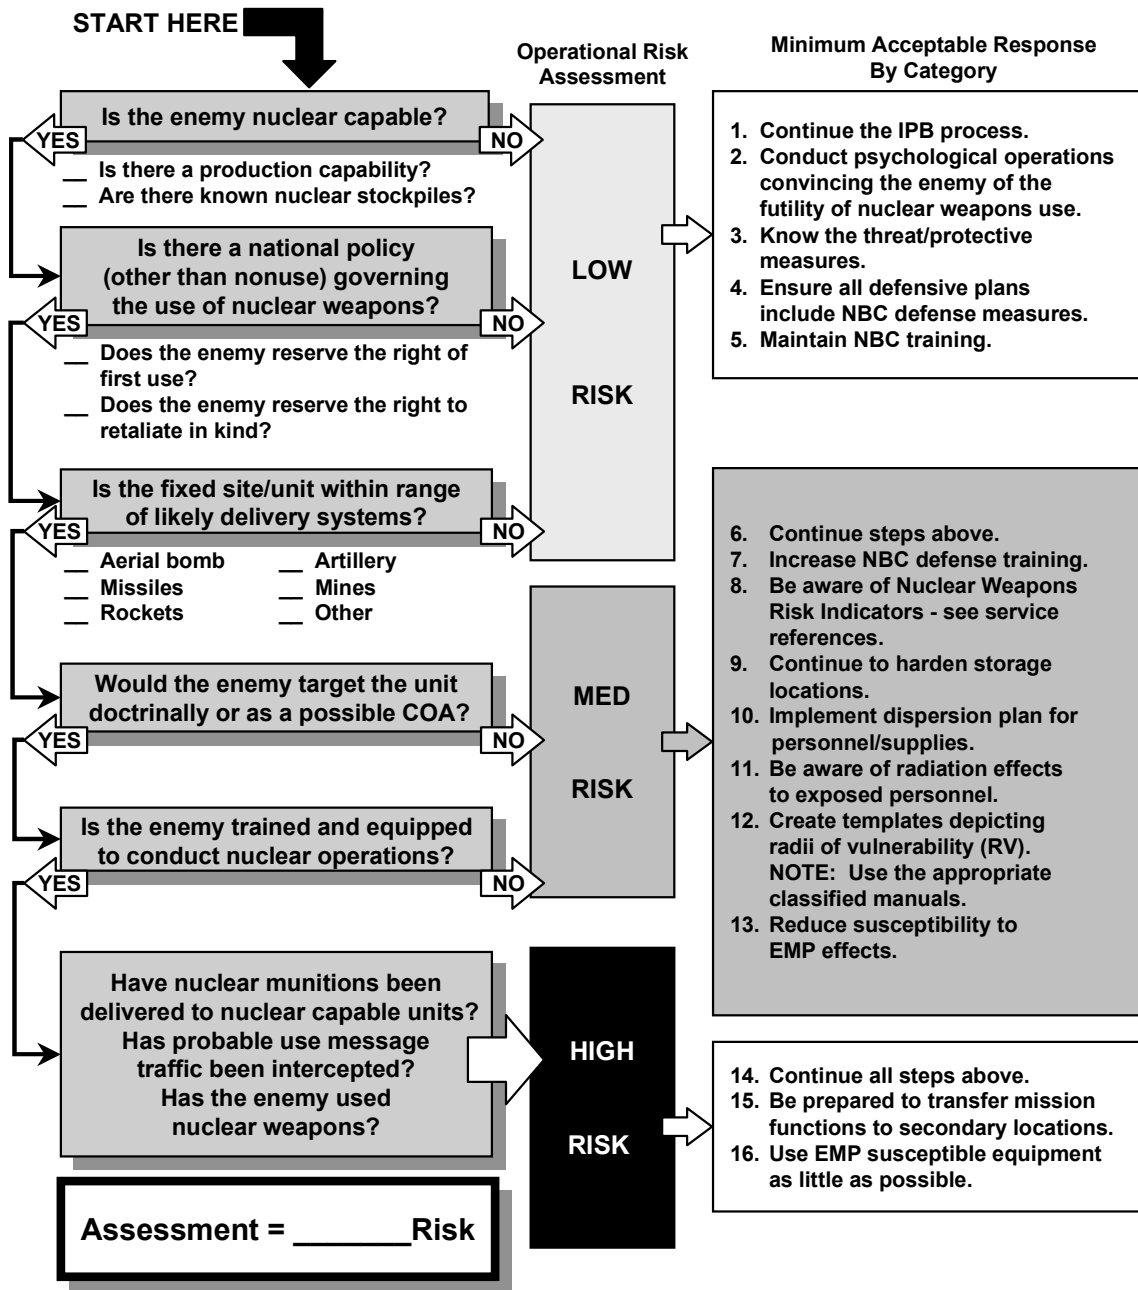 START HERE
Operational Risk
Assessment
Minimum Acceptable Response
By Category
Is the enemy nuclear capable?
YES
NO
__ Is there a production capability?
__ Are there known nuclear stockpiles?
Is there a national policy
(other than nonuse) governing
the use of nuclear weapons?
YES
NO
__ Does the enemy reserve the right of
first use?
__ Does the enemy reserve the right to
retaliate in kind?
Is the fixed site/unit within range
of likely delivery systems?
YES
NO
__ Aerial bomb __ Artillery
__ Missiles __ Mines
__ Rockets __ Other
Would the enemy target the unit
doctrinally or as a possible COA?
YES
NO
Is the enemy trained and equipped
to conduct nuclear operations?
YES
NO
Have nuclear munitions been
delivered to nuclear capable units?
Has probable use message
traffic been intercepted?
Has the enemy used
nuclear weapons?
Assessment = _______Risk
LOW
RISK
MED
RISK
HIGH
RISK
1. Continue the IPB process.
2. Conduct psychological operations
convincing the enemy of the
futility of nuclear weapons use.
3. Know the threat/protective
measures.
4. Ensure all defensive plans
include NBC defense measures.
5. Maintain NBC training.
6. Continue steps above.
7. Increase NBC defense training.
8. Be aware of Nuclear Weapons
Risk Indicators - see service
references.
9. Continue to harden storage
locations.
10. Implement dispersion plan for
personnel/supplies.
11. Be aware of radiation effects
to exposed personnel.
12. Create templates depicting
radii of vulnerability (RV).
NOTE: Use the appropriate
classified manuals.
13. Reduce susceptibility to
EMP effects.
14. Continue all steps above.
15. Be prepared to transfer mission
functions to secondary locations.
16. Use EMP susceptible equipment
as little as possible.